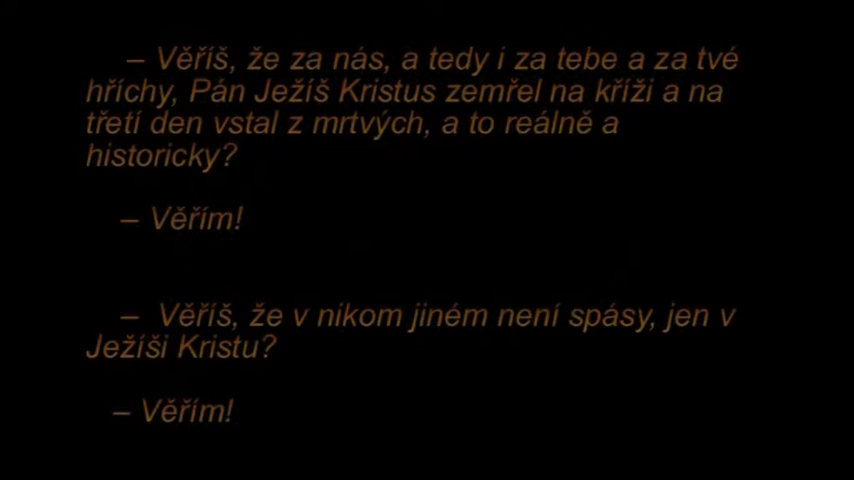 – Věříš, že za nás, a tedy i za tebe a za tvé
hříchy, Pán Ježíš Kristus zemřel na kříži a na
třetí den vstal z mrtvých, a to reálně a
historicky?
– Věřím!
– Věříš, že v nikom jiném není spásy, jen v
Ježíši Kristu?
– Věřím!